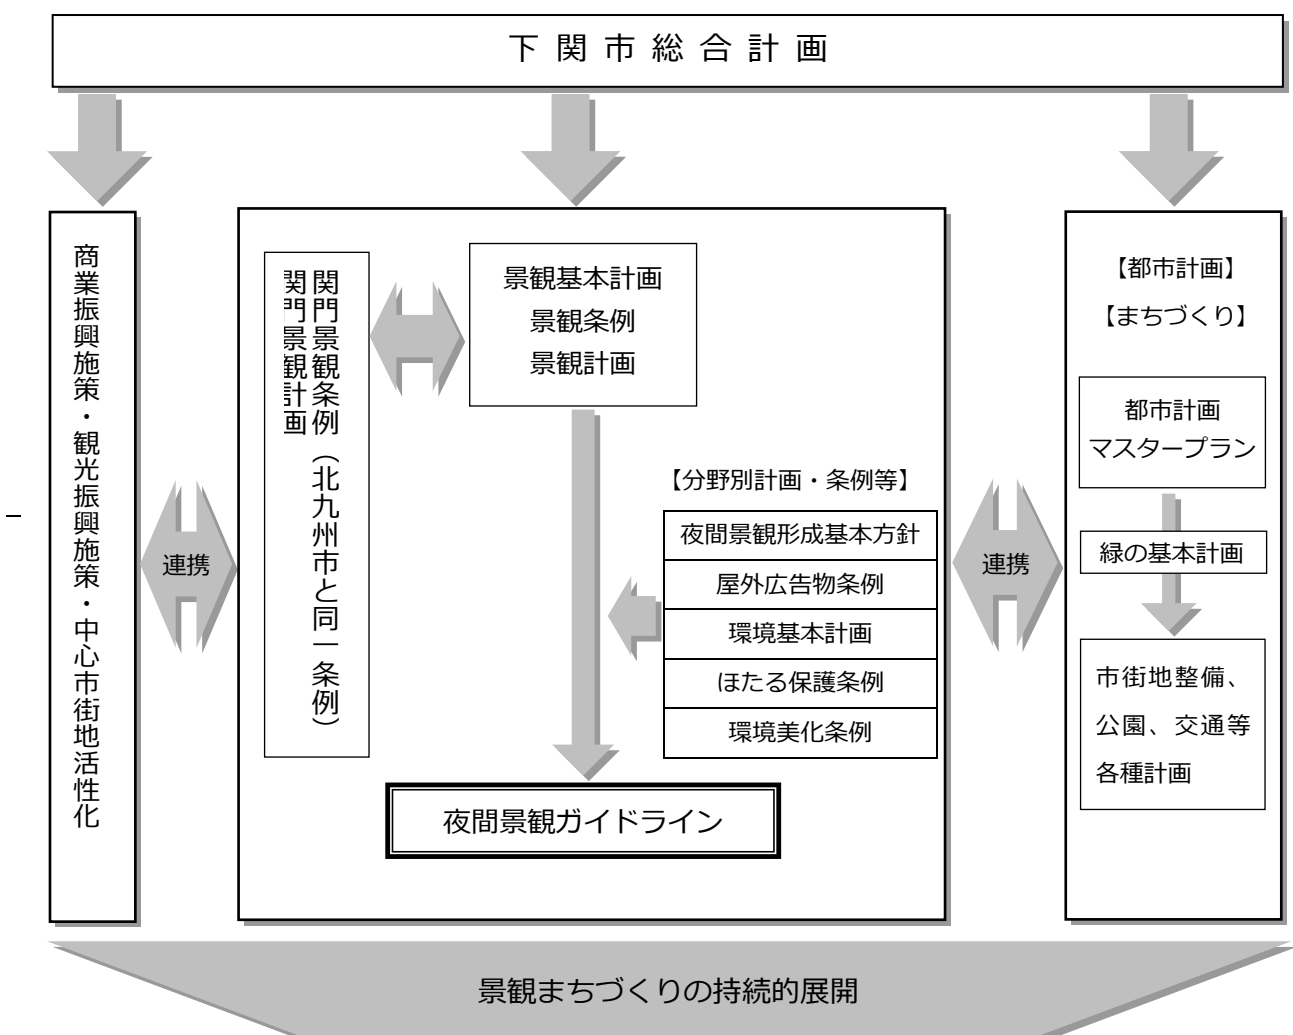 下関市総合計画
商業振興施策・観光振興施策・中心市街地活性化
連携
関門景観条例（北九州市と同一条例）
関門景観計画
景観基本計画
景観条例
景観計画
【分野別計画・条例等】
夜間景観形成基本方針
屋外広告物条例
環境基本計画
ほたる保護条例
環境美化条例
夜間景観ガイドライン
連携
【都市計画】
【まちづくり】
都市計画
マスタープラン
緑の基本計画
市街地整備、
公園、交通等
各種計画
景観まちづくりの持続的展開